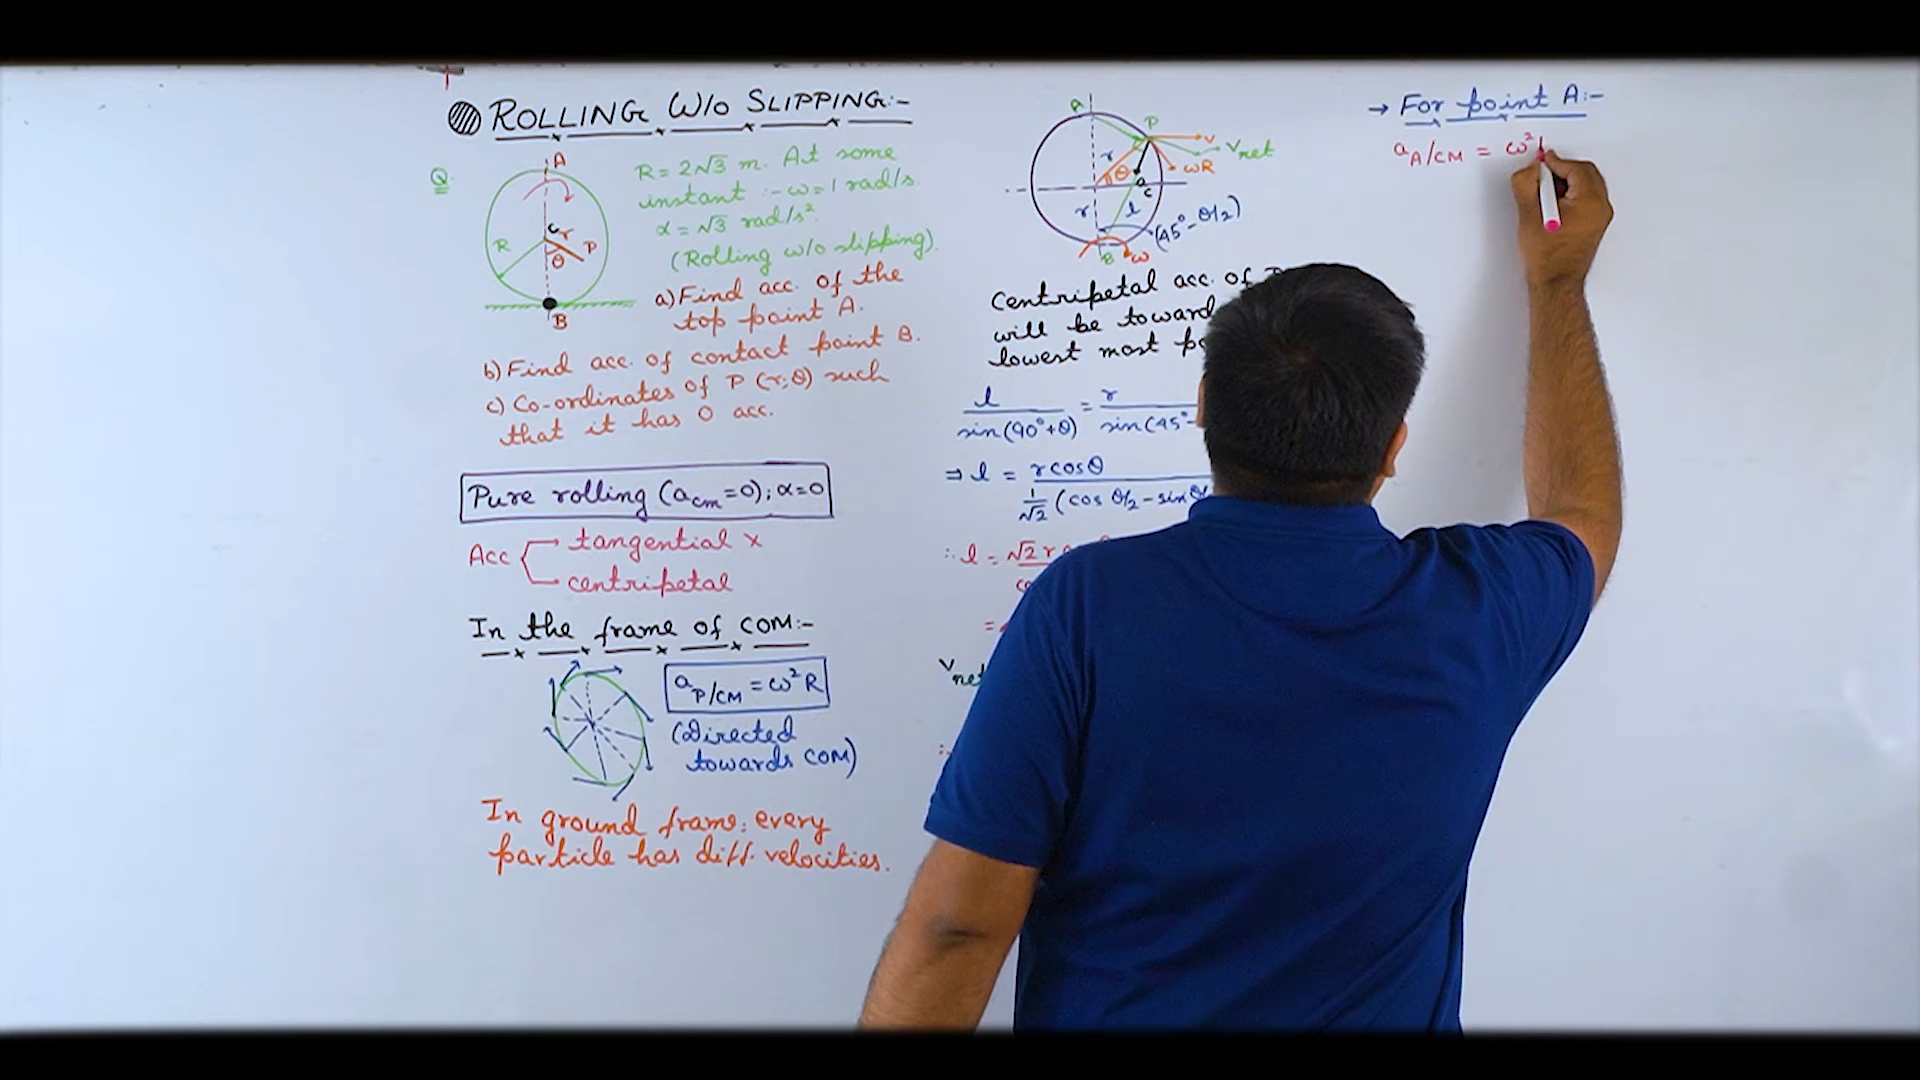 ROLLING W/o SLIPPING:-
Q.
A
C
r
R
θ
P
B
R = 2√3 m. At some
instant :- ω = 1 rad/s.
α = √3 rad/s².
(Rolling w/o slipping).
a) Find acc. of the
top point A.
b) Find acc. of contact point B.
c) Co-ordinates of P (r, θ) such
that it has 0 acc.
Pure rolling (a_cm = 0); α = 0
Acc
tangential x
centripetal
In the frame of COM:-
a_P/CM = ω²R
(Directed
towards COM)
In ground frame: every
particle has diff. velocities.
P
v
V_net
r
θ
ωR
a_c
r
l
(45° - θ/2)
B
ω
Centripetal acc. of
will be toward
lowest most
l / sin(90°+θ) = r / sin(45°-
⇒ l = r cosθ / 1/√2 (cos θ/2 - sin
∴ l = √2 r
=
V_net
∴
→ For point A:-
a_A/CM = ω²